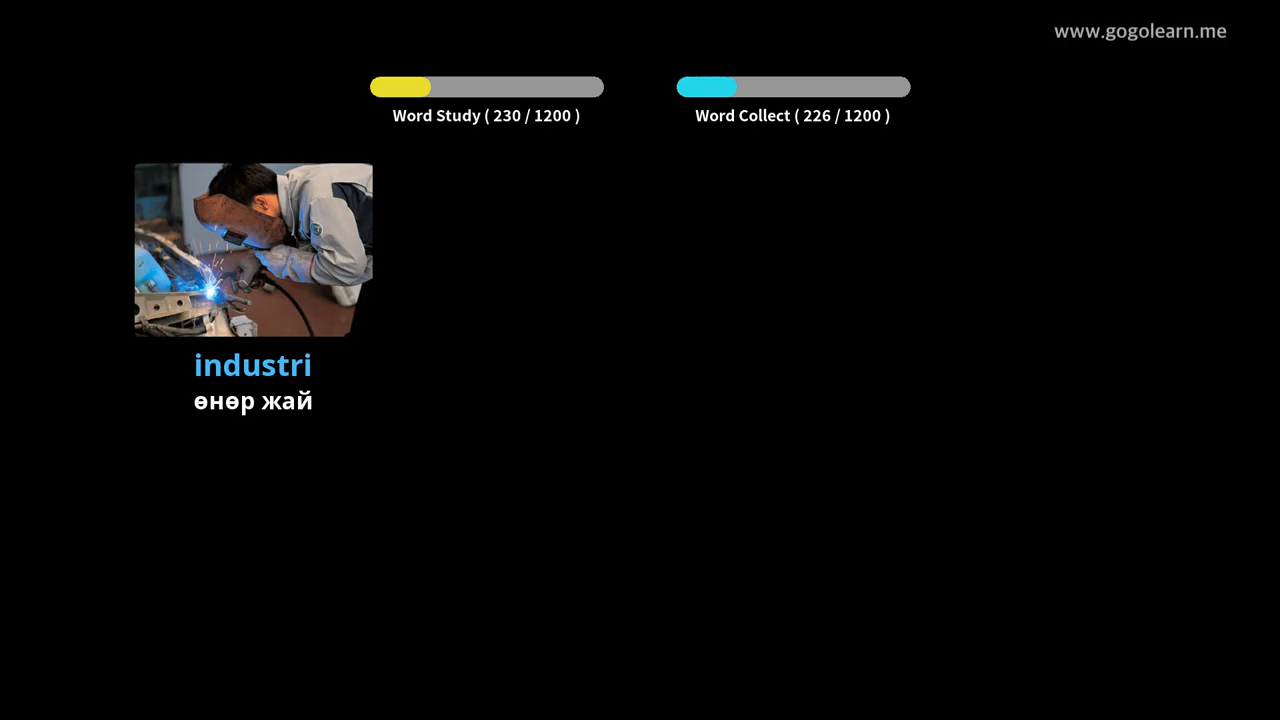 www.gogolearn.me
Word Study ( 230 / 1200 )
Word Collect ( 226 / 1200 )
industri
өнөр жай